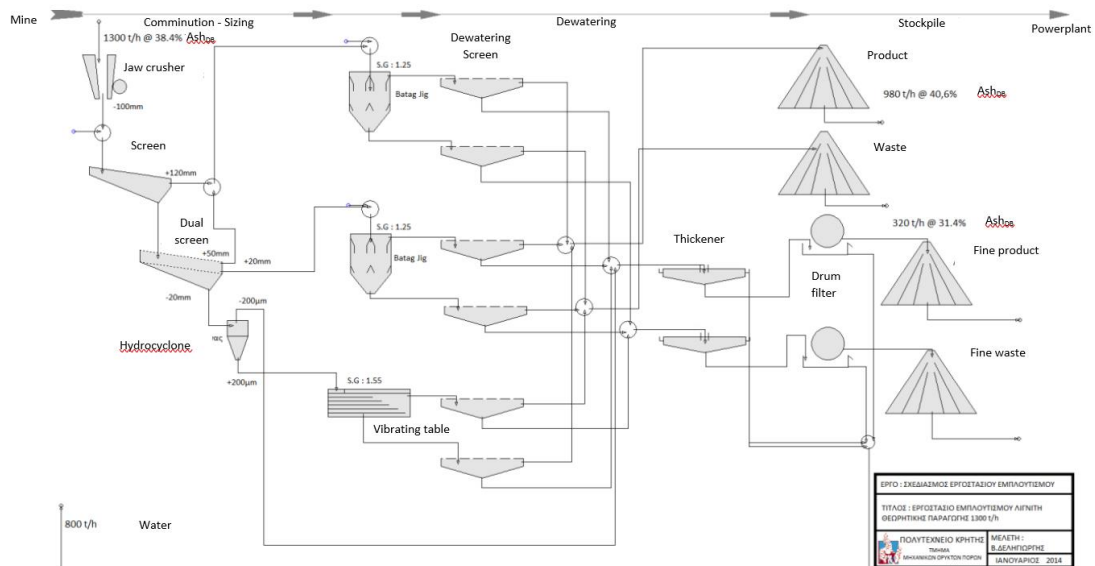 Mine
Comminution - Sizing
Dewatering
Stockpile
Powerplant
1300 t/h @ 38.4% Ash DB
Jaw crusher
-100mm
Screen
+120mm
Dual
screen
+50mm
+20mm
-20mm
-200μm
Hydrocyclone
+200μm
S.G : 1.25
Batag Jig
S.G : 1.25
Batag Jig
S.G : 1.55
Vibrating table
Dewatering
Screen
Thickener
Drum
filter
Product
980 t/h @ 40,6% Ash DB
Waste
320 t/h @ 31.4% Ash DB
Fine product
Fine waste
800 t/h
Water
ΕΡΓΟ : ΣΧΕΔΙΑΣΜΟΣ ΕΡΓΟΣΤΑΣΙΟΥ ΕΜΠΛΟΥΤΙΣΜΟΥ
ΤΙΤΛΟΣ : ΕΡΓΟΣΤΑΣΙΟ ΕΜΠΛΟΥΤΙΣΜΟΥ ΛΙΓΝΙΤΗ
ΘΕΩΡΗΤΙΚΗΣ ΠΑΡΑΓΩΓΗΣ 1300 t/h
ΠΟΛΥΤΕΧΝΕΙΟ ΚΡΗΤΗΣ
ΤΜΗΜΑ
ΜΗΧΑΝΙΚΩΝ ΟΡΥΚΤΩΝ ΠΟΡΩΝ
ΜΕΛΕΤΗ :
Β.ΔΕΛΗΓΙΩΡΓΗΣ
ΙΑΝΟΥΑΡΙΟΣ 2014